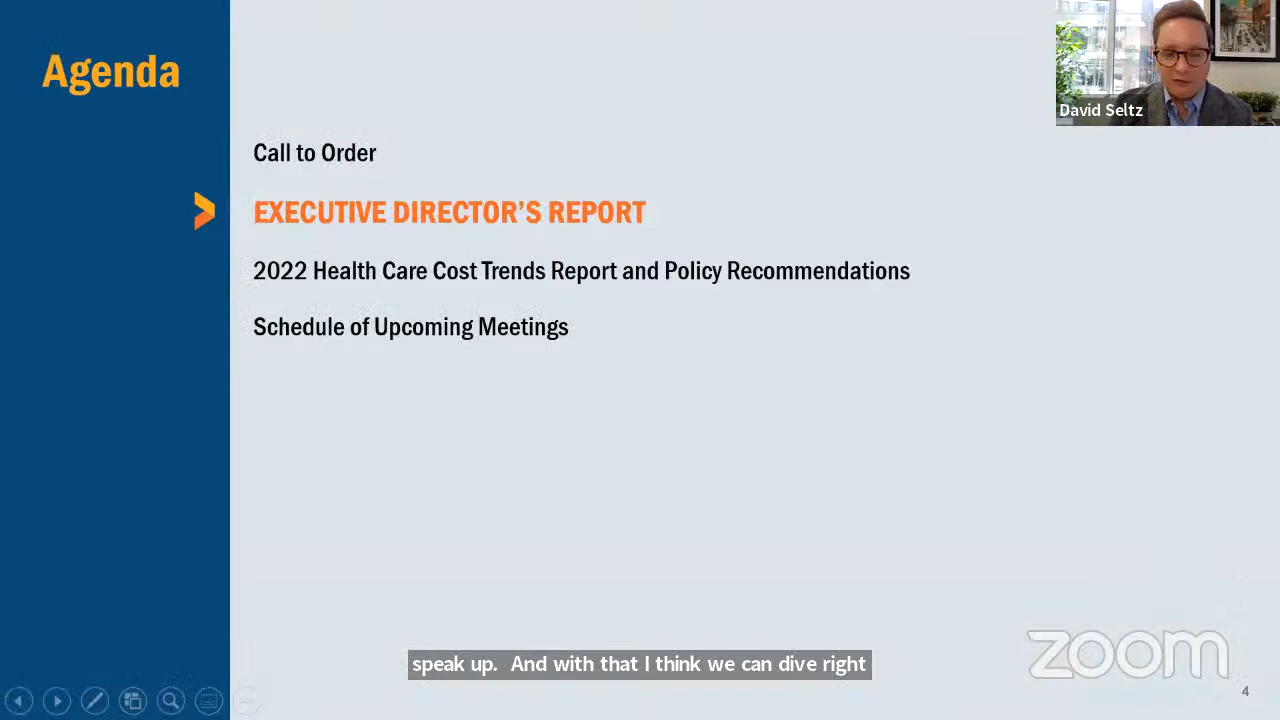 Agenda
David Seltz
Call to Order
EXECUTIVE DIRECTOR'S REPORT
2022 Health Care Cost Trends Report and Policy Recommendations
Schedule of Upcoming Meetings
speak up. And with that I think we can dive right
zoom
4